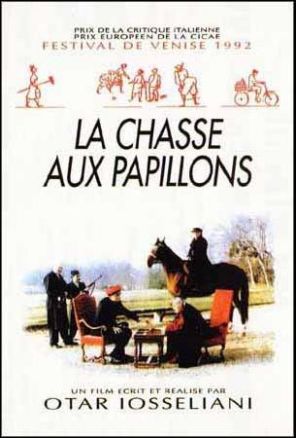 PRIX DE LA CRITIQUE ITALIENNE
PRIX EUROPEEN DE LA CICAE
FESTIVAL DE VENISE 1992
LA CHASSE
AUX PAPILLONS
UN FILM ECRIT ET REALISE PAR
OTAR IOSSELIANI